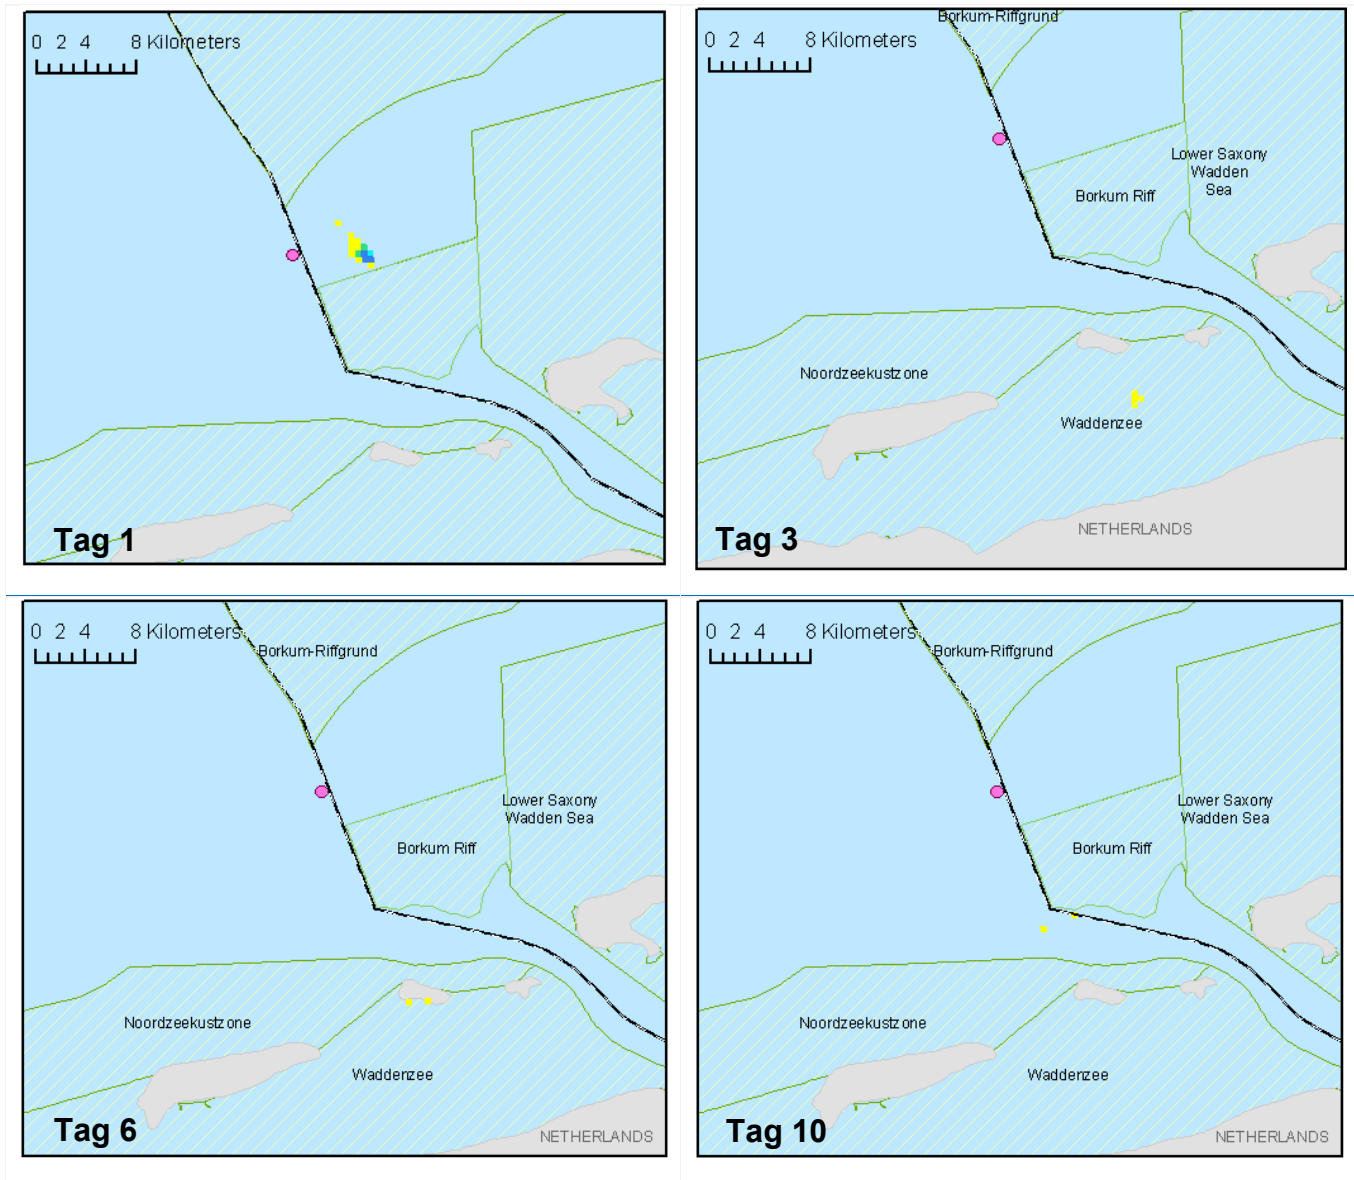 0 2 4 8 Kilometers
Tag 1
Borkum-Riffgrund
0 2 4 8 Kilometers
Lower Saxony
Wadden
Sea
Borkum Riff
Noordzeekustzone
Waddenzee
NETHERLANDS
Tag 3
0 2 4 8 Kilometers
Borkum-Riffgrund
Lower Saxony
Wadden Sea
Borkum Riff
Noordzeekustzone
Waddenzee
Tag 6
NETHERLANDS
0 2 4 8 Kilometers
Borkum-Riffgrund
Lower Saxony
Wadden Sea
Borkum Riff
Noordzeekustzone
Waddenzee
Tag 10
NETHERLANDS